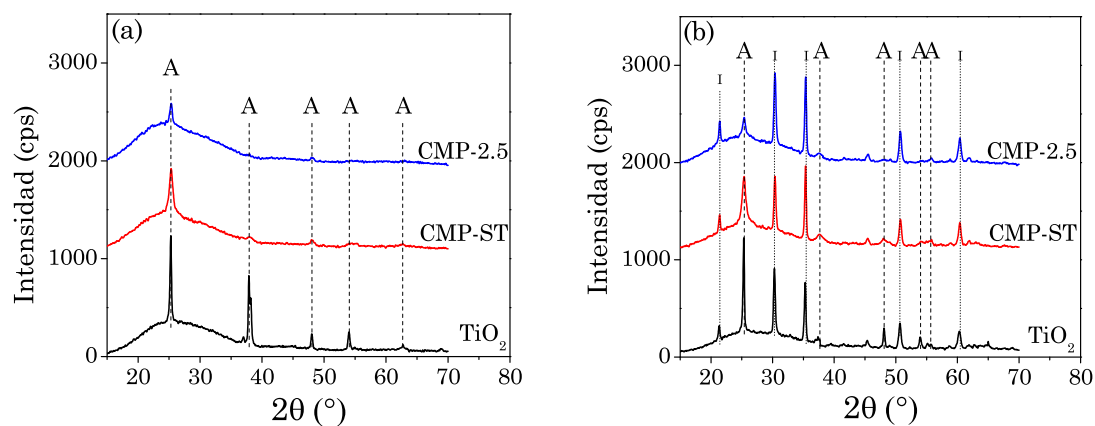 (a)
A
A A A A
3000
2000
1000
0
Intensidad (cps)
CMP-2.5
CMP-ST
TiO₂
20 30 40 50 60 70 80
2θ (°)
(b)
A A A A A
I I I I I
3000
2000
1000
0
Intensidad (cps)
CMP-2.5
CMP-ST
TiO₂
20 30 40 50 60 70 80
2θ (°)